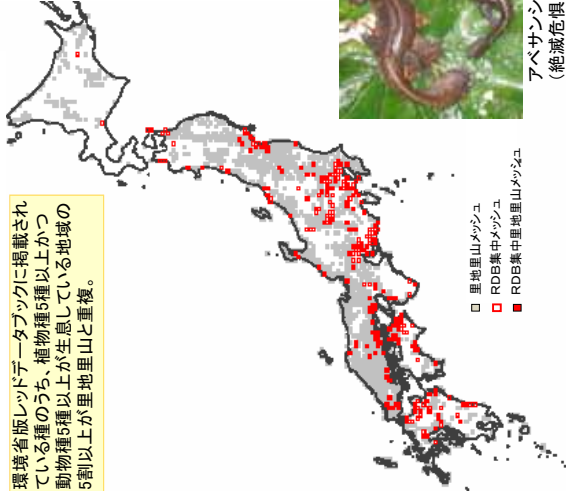 環境省版レッドデータブックに掲載され
ている種のうち、植物種5種以上かつ
動物種5種以上が生息している地域の
5割以上が里地里山と重複。
里地里山メッシュ
RDB集中メッシュ
RDB集中里地里山メッシュ
アベサンシ
（絶滅危惧